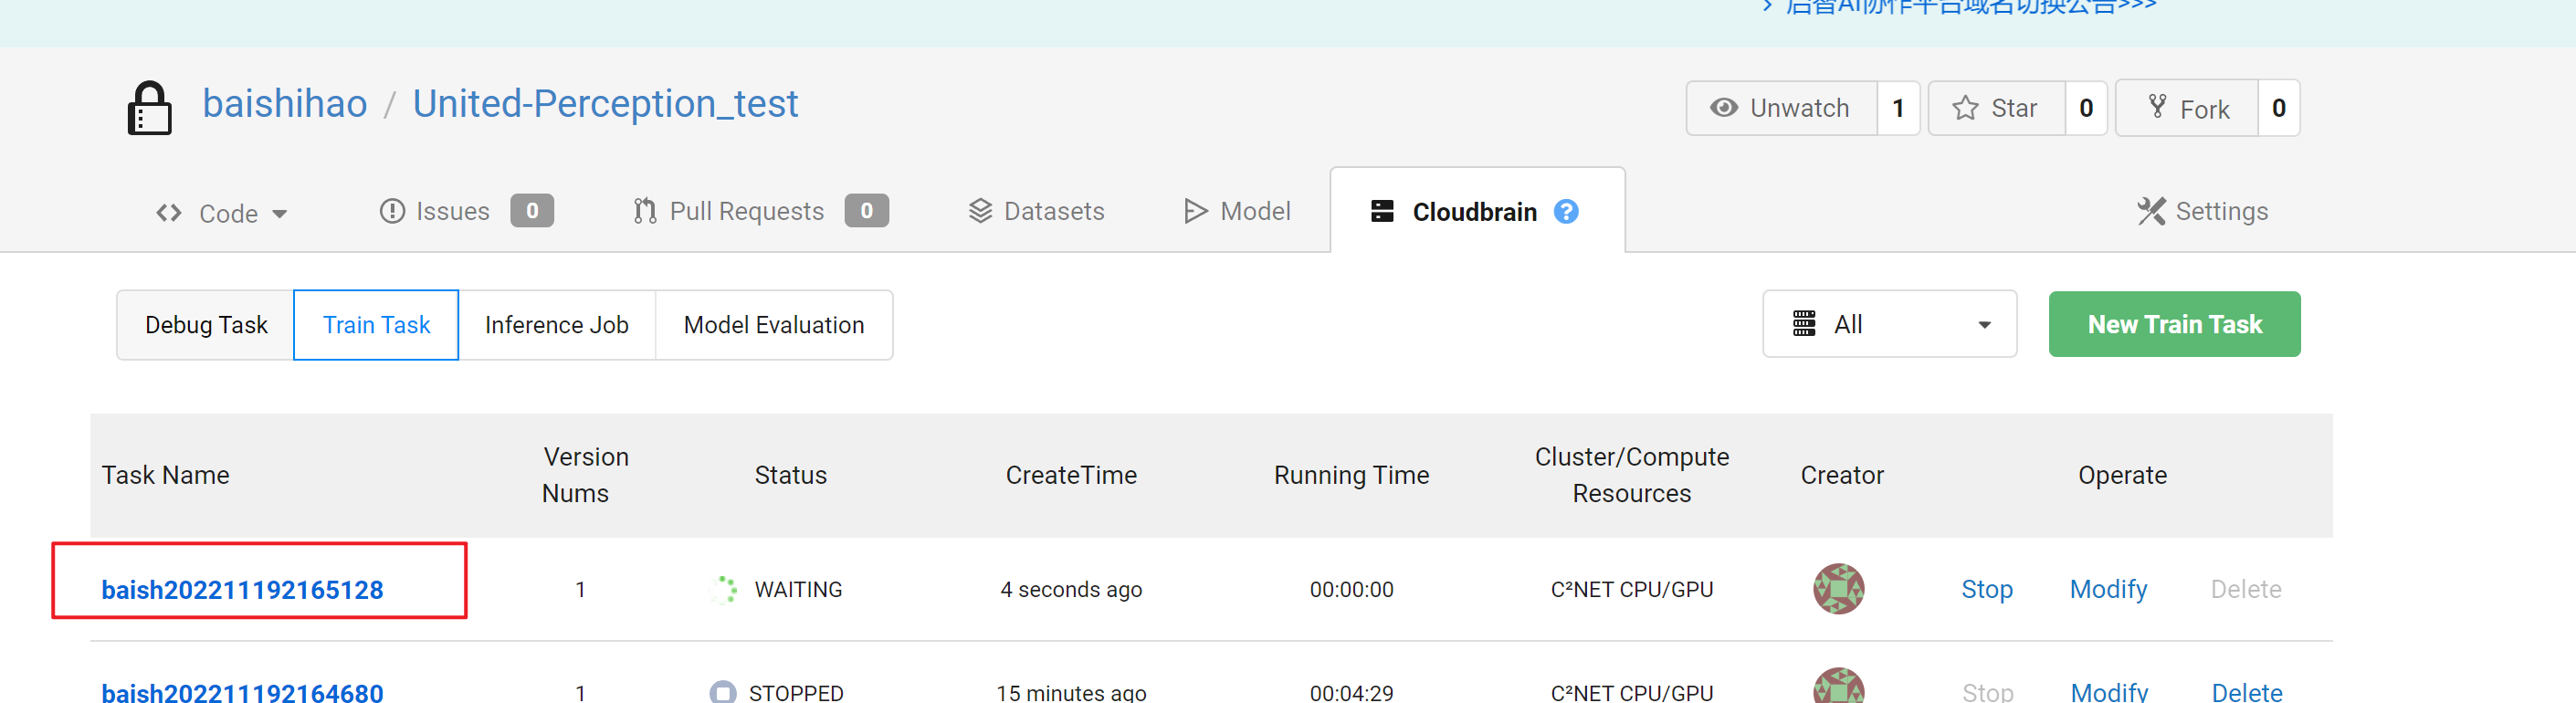 > 启智AI协作平台域名切换公告>>>
baishihao / United-Perception_test
Unwatch 1 Star 0 Fork 0
Code Issues 0 Pull Requests 0 Datasets Model Cloudbrain ? Settings
Debug Task Train Task Inference Job Model Evaluation All New Train Task
Task Name Version Nums Status CreateTime Running Time Cluster/Compute Resources Creator Operate
baish202211192165128 1 WAITING 4 seconds ago 00:00:00 C²NET CPU/GPU Stop Modify Delete
baish202211192164680 1 STOPPED 15 minutes ago 00:04:29 C²NET CPU/GPU Stop Modify Delete